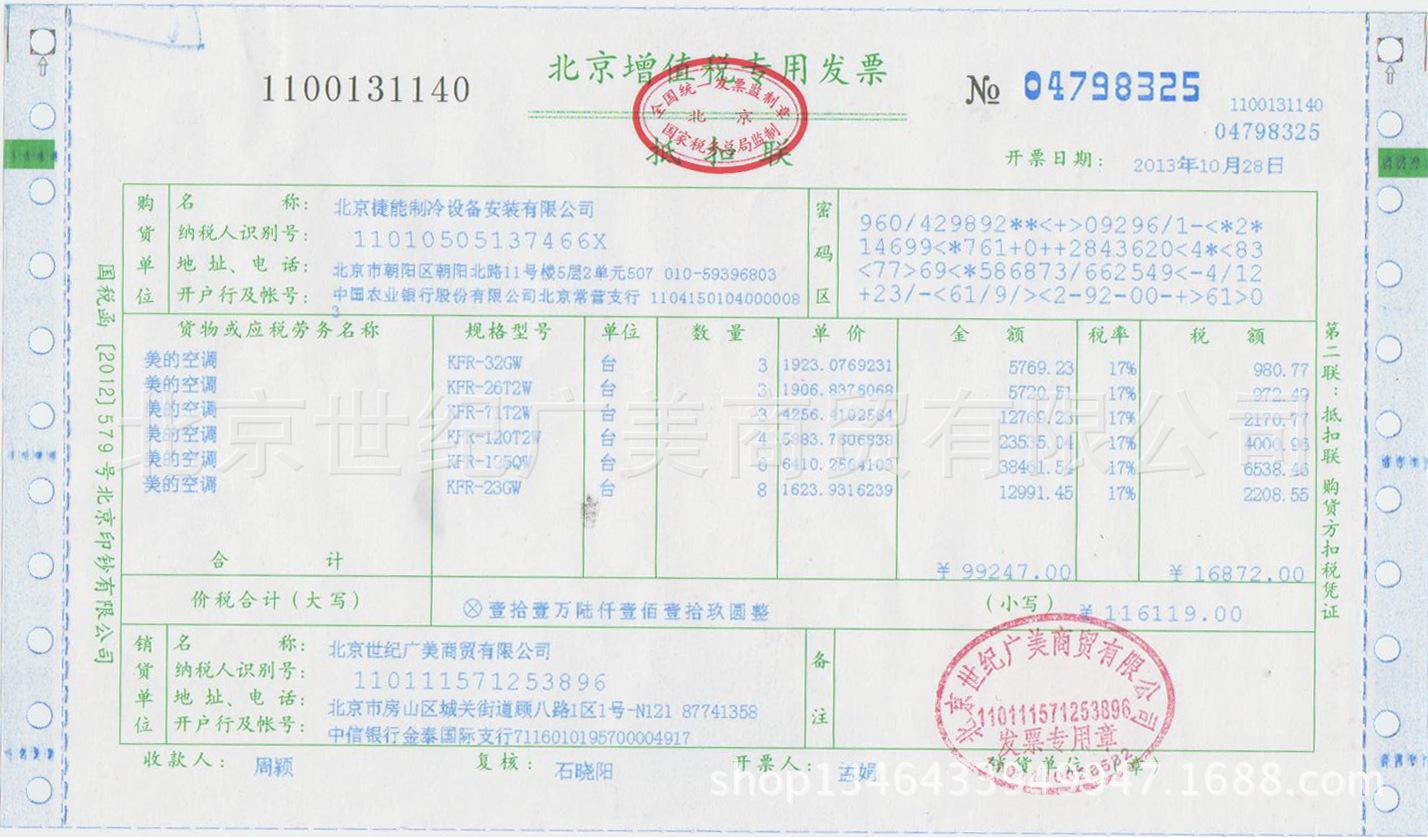 1100131140
北京增值税专用发票
抵扣联
全国统一发票监制章
北京
国家税务总局监制
№ 04798325
1100131140
04798325
开票日期： 2013年10月28日
购货单位
名称： 北京楗能制冷设备安装有限公司
纳税人识别号： 11010505137466X
地址、电话： 北京市朝阳区朝阳北路11号楼5层2单元507 010-59396803
开户行及帐号： 中国农业银行股份有限公司北京常营支行 1104150104000008
3
密码区
960/429892**<+>09296/1-<*2*
14699<*761+0++2843620<4*<83
<77>69<*586873/662549<-4/12
+23/-<61/9/><2-92-00-+>61>0
货物或应税劳务名称 规格型号 单位 数量 单价 金额 税率 税额
美的空调 KFR-32GW 台 3 1923.0769231 5769.23 17% 980.77
美的空调 KFR-26T2W 台 3 1906.8376068 5720.51 17% 972.49
美的空调 KFR-71T2W 台 3 4256.4102564 12769.23 17% 2170.77
美的空调 KFR-120T2W 台 4 5883.7606838 23535.04 17% 4000.96
美的空调 KFR-125QW 台 6 6410.2564103 38461.54 17% 6538.46
美的空调 KFR-23GW 台 8 1623.9316239 12991.45 17% 2208.55
合计 ￥99247.00 ￥16872.00
价税合计（大写） ⊗壹拾壹万陆仟壹佰壹拾玖圆整 （小写） ￥116119.00
销货单位
名称： 北京世纪广美商贸有限公司
纳税人识别号： 110111571253896
地址、电话： 北京市房山区城关街道顾八路1区1号-N121 87741358
开户行及帐号： 中信银行金泰国际支行7116010195700004917
备注
北京世纪广美商贸有限公司
110111571253896
发票专用章
收款人： 周颖 复核： 石晓阳 开票人： 孟娟 销货单位：章
国税函〔2012〕579号北京印钞有限公司
第二联：抵扣联 购货方扣税凭证
北京世纪广美商贸有限公司
shop1346433949947.1688.com